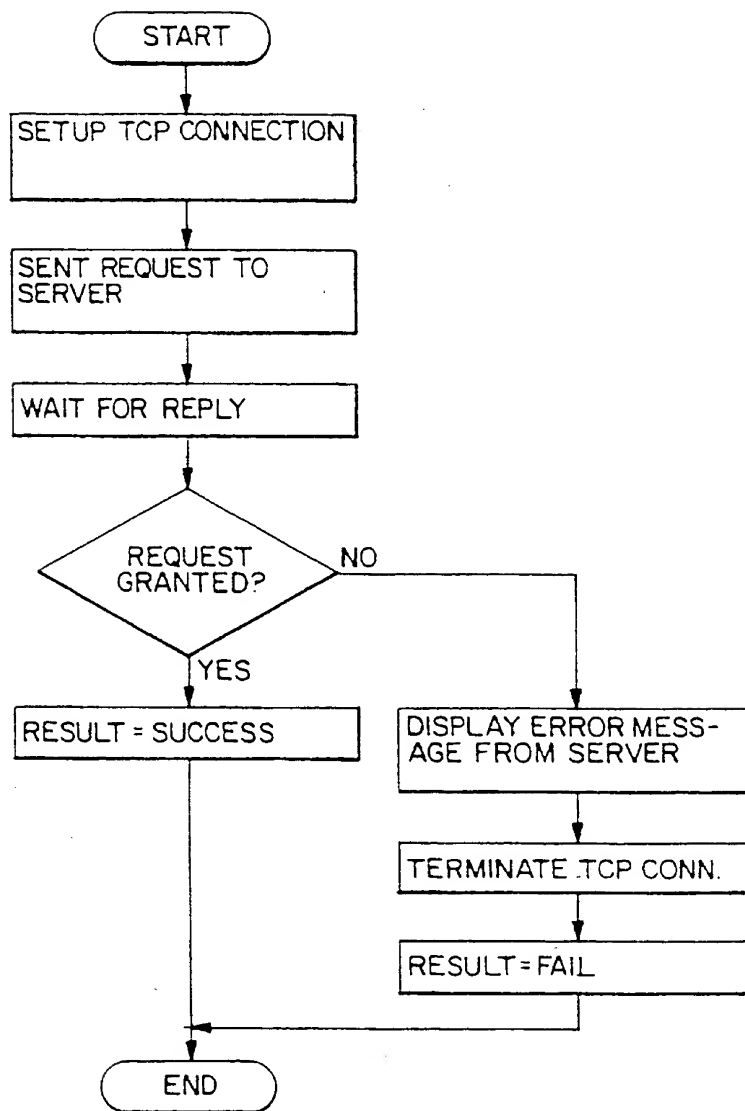 START
SETUP TCP CONNECTION
SENT REQUEST TO
SERVER
WAIT FOR REPLY
REQUEST
GRANTED?
NO
YES
RESULT = SUCCESS
DISPLAY ERROR MESS-
AGE FROM SERVER
TERMINATE TCP CONN.
RESULT = FAIL
END